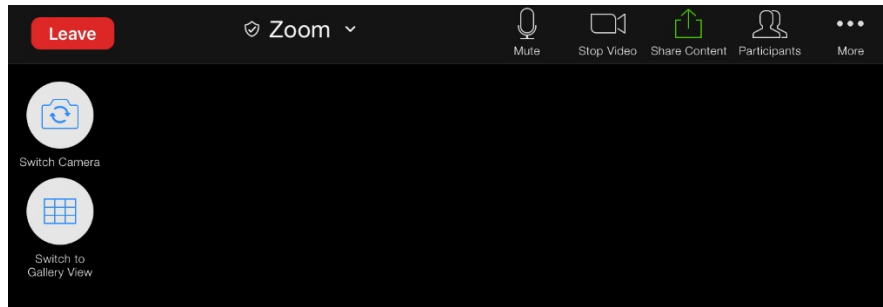 Leave
Zoom
Mute
Stop Video
Share Content
Participants
More
Switch Camera
Switch to
Gallery View